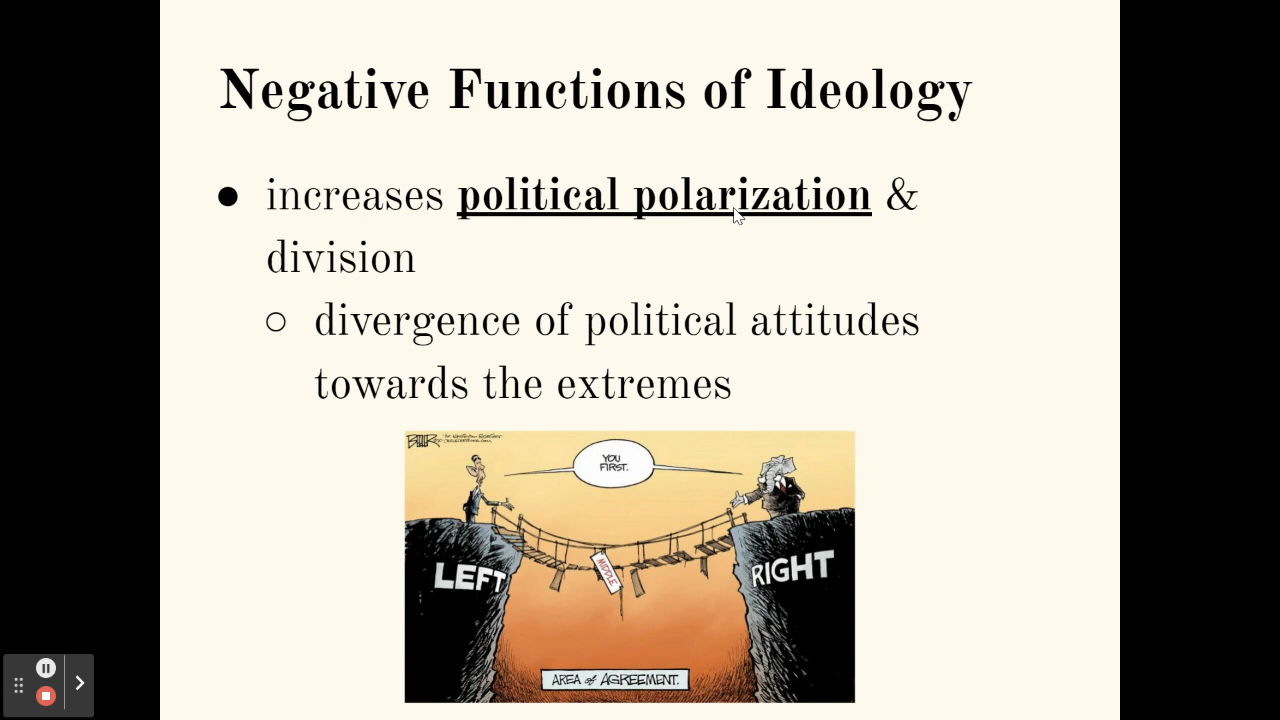 Negative Functions of Ideology
● increases political polarization &
division
○ divergence of political attitudes
towards the extremes
YOU
FIRST.
LEFT
MIDDLE
RIGHT
AREA of AGREEMENT.